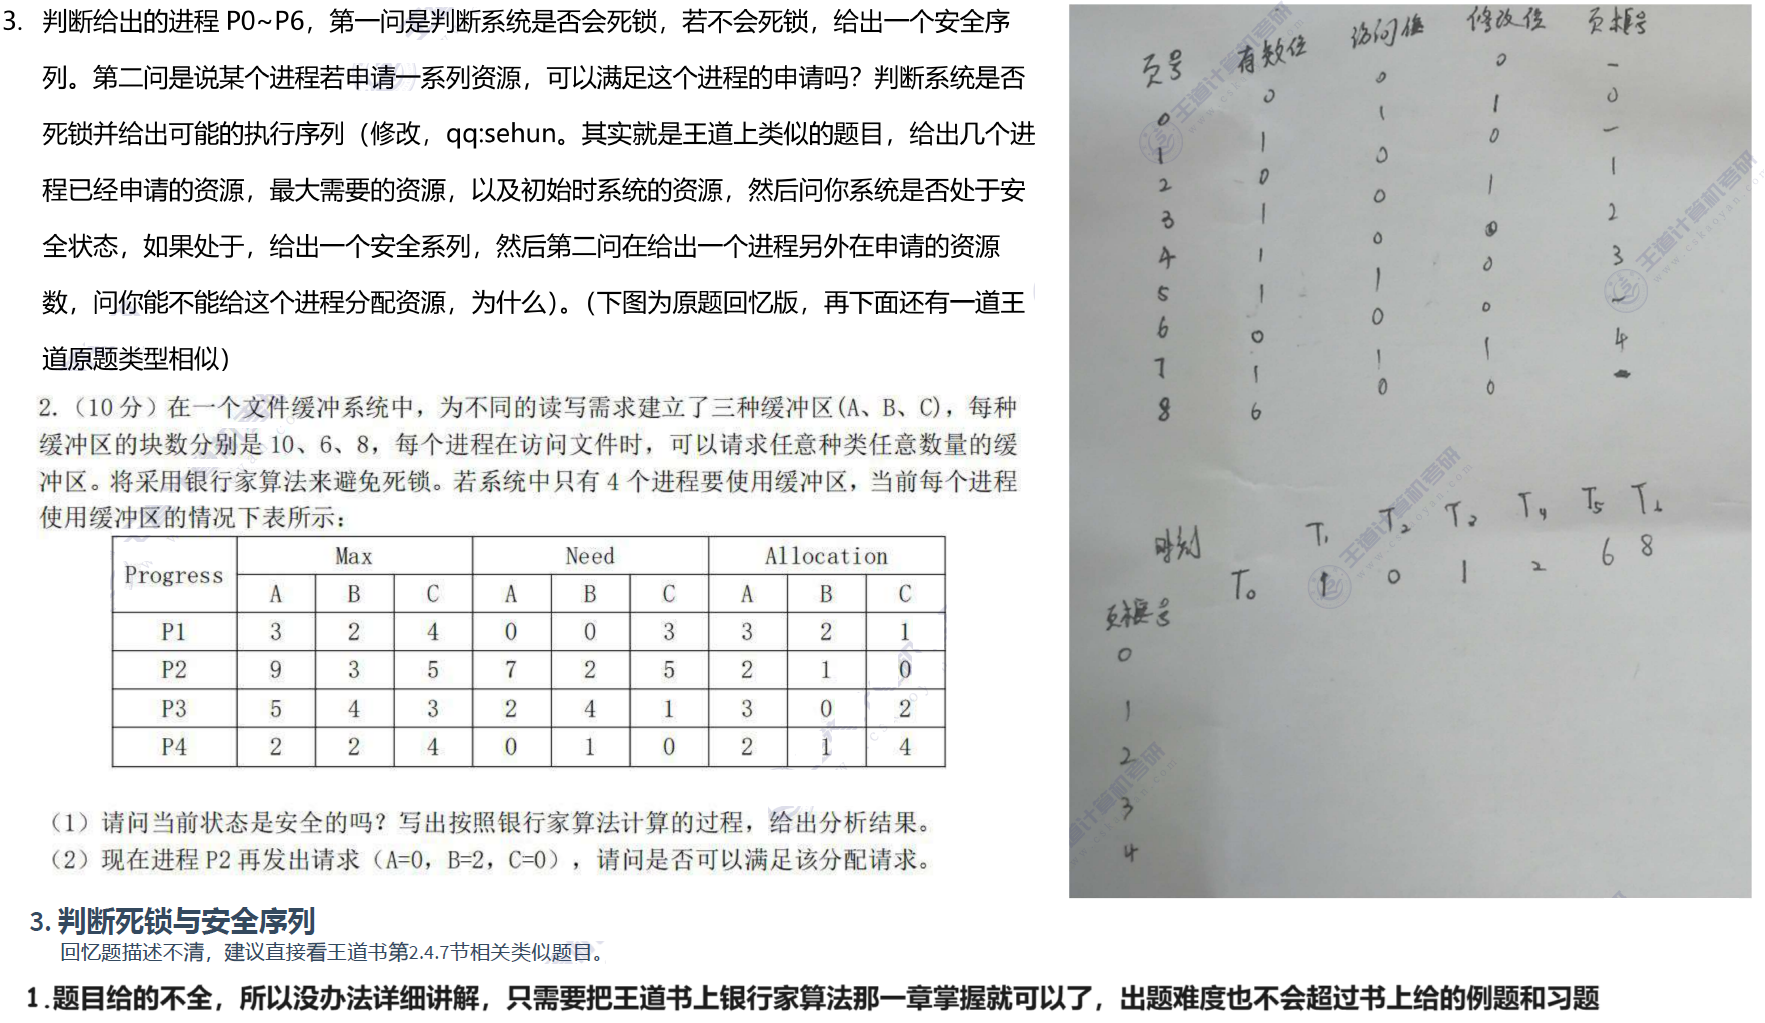 3. 判断给出的进程 P0~P6，第一问是判断系统是否会死锁，若不会死锁，给出一个安全序
列。第二问是说某个进程若申请一系列资源，可以满足这个进程的申请吗？判断系统是否
死锁并给出可能的执行序列（修改，qq:sehun。其实就是王道上类似的题目，给出几个进
程已经申请的资源，最大需要的资源，以及初始时系统的资源，然后问你系统是否处于安
全状态，如果处于，给出一个安全系列，然后第二问在给出一个进程另外在申请的资源
数，问你能不能给这个进程分配资源，为什么）。（下图为原题回忆版，再下面还有一道王
道原题类型相似）
2.（10 分）在一个文件缓冲系统中，为不同的读写需求建立了三种缓冲区(A、B、C)，每种
缓冲区的块数分别是 10、6、8，每个进程在访问文件时，可以请求任意种类任意数量的缓
冲区。将采用银行家算法来避免死锁。若系统中只有 4 个进程要使用缓冲区，当前每个进程
使用缓冲区的情况下表所示：
Progress Max Need Allocation
A B C A B C A B C
P1 3 2 4 0 0 3 3 2 1
P2 9 3 5 7 2 5 2 1 0
P3 5 4 3 2 4 1 3 0 2
P4 2 2 4 0 1 0 2 1 4
（1）请问当前状态是安全的吗？写出按照银行家算法计算的过程，给出分析结果。
（2）现在进程 P2 再发出请求（A=0，B=2，C=0），请问是否可以满足该分配请求。
3. 判断死锁与安全序列
回忆题描述不清，建议直接看王道书第2.4.7节相关类似题目。
1.题目给的不全，所以没办法详细讲解，只需要把王道书上银行家算法那一章掌握就可以了，出题难度也不会超过书上给的例题和习题
页号 有效位 访问位 修改位 页框号
0 0 0 0 –
1 1 1 1 0
2 0 0 0 –
3 1 0 1 1
4 1 0 0 2
5 1 1 0 3
6 0 0 0 –
7 1 1 1 4
8 6 0 0 –
时刻 T0 T1 T2 T3 T4 T5 T6
1 0 1 2 6 8
页框号
0
1
2
3
4
王道计算机考研
www.cskaoyan.com
王道计算机考研
www.cskaoyan.com
王道计算机考研
www.cskaoyan.com